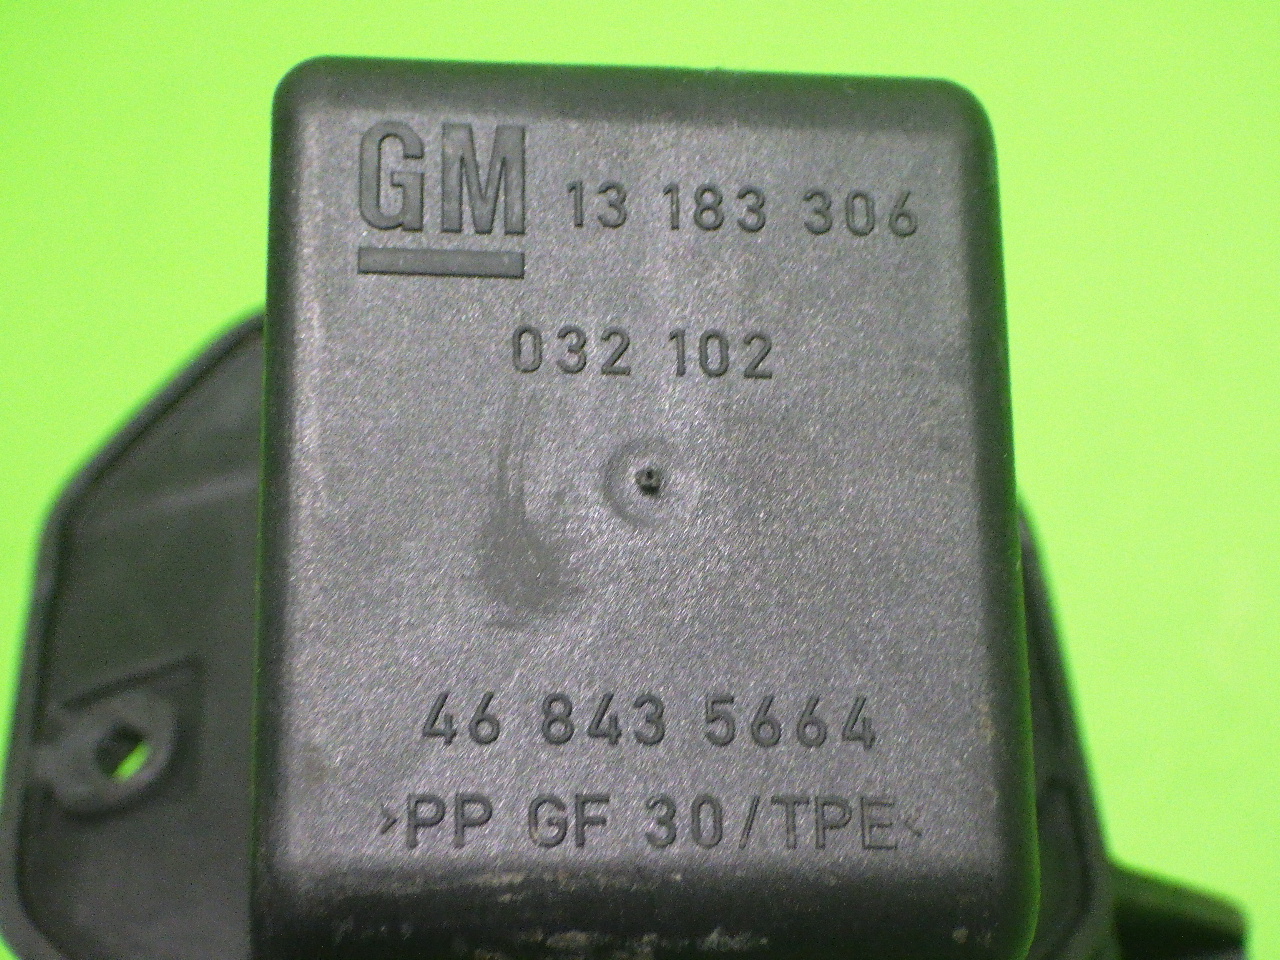 GM 13 183 306
032 102
46 843 5664
>PP GF 30/TPE<